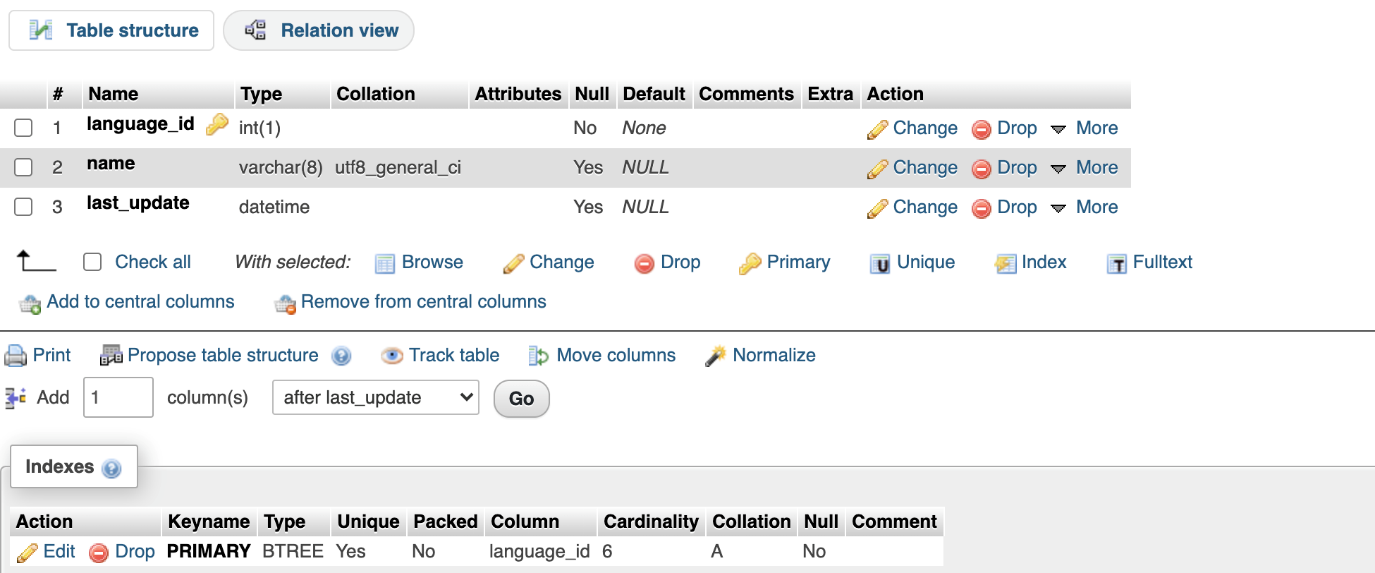 Table structure Relation view
# Name Type Collation Attributes Null Default Comments Extra Action
1 language_id int(1) No None Change Drop More
2 name varchar(8) utf8_general_ci Yes NULL Change Drop More
3 last_update datetime Yes NULL Change Drop More
Check all With selected: Browse Change Drop Primary U Unique Index T Fulltext
Add to central columns Remove from central columns
Print Propose table structure ? Track table Move columns Normalize
Add 1 column(s) after last_update Go
Indexes ?
Action Keyname Type Unique Packed Column Cardinality Collation Null Comment
Edit Drop PRIMARY BTREE Yes No language_id 6 A No